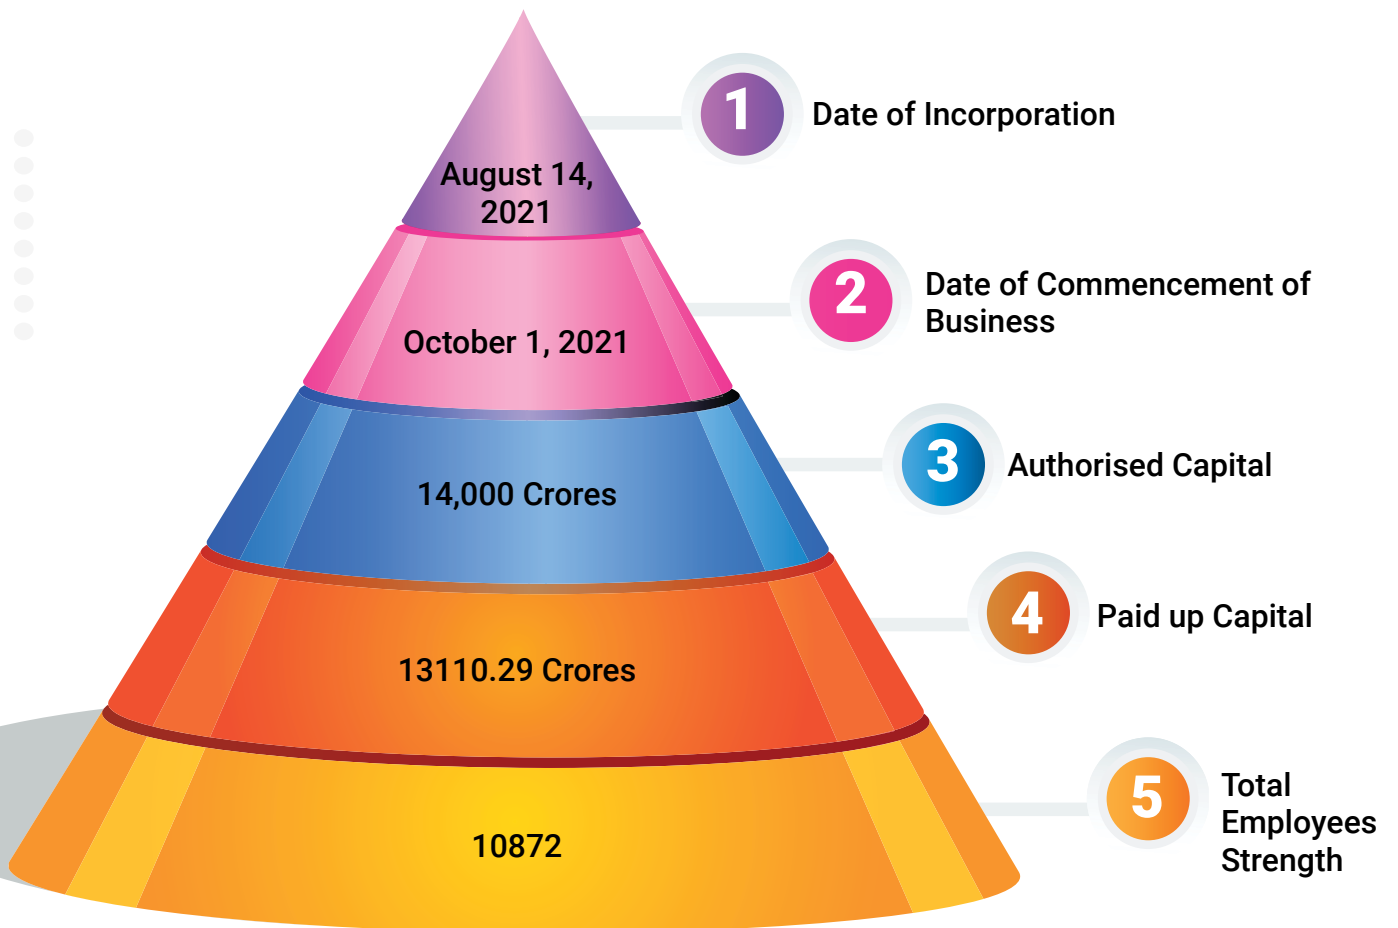 August 14,
2021
1
Date of Incorporation
October 1, 2021
2
Date of Commencement of
Business
14,000 Crores
3
Authorised Capital
13110.29 Crores
4
Paid up Capital
10872
5
Total
Employees
Strength